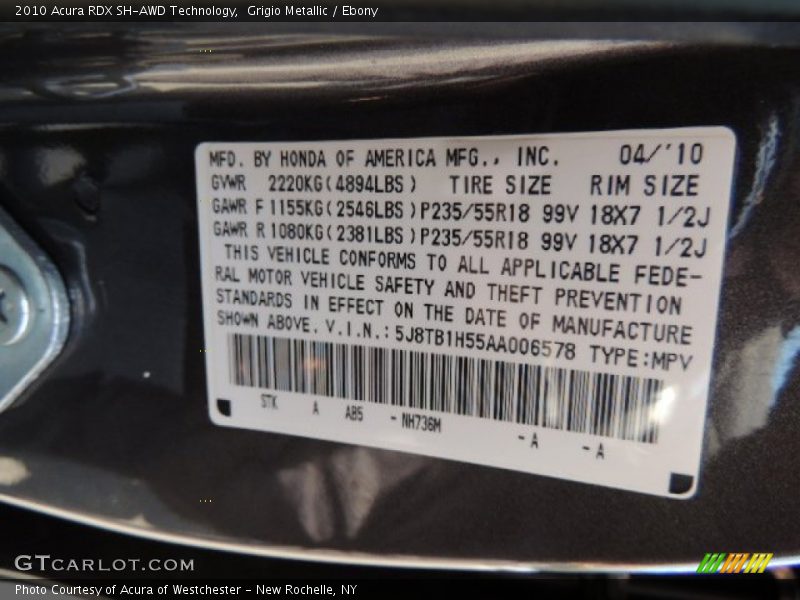 2010 Acura RDX SH-AWD Technology,  Grigio Metallic / Ebony
MFD. BY HONDA OF AMERICA MFG., INC. 04/'10
GVWR 2220KG(4894LBS) TIRE SIZE RIM SIZE
GAWR F 1155KG(2546LBS) P235/55R18 99V 18X7 1/2J
GAWR R 1080KG(2381LBS) P235/55R18 99V 18X7 1/2J
THIS VEHICLE CONFORMS TO ALL APPLICABLE FEDE-
RAL MOTOR VEHICLE SAFETY AND THEFT PREVENTION
STANDARDS IN EFFECT ON THE DATE OF MANUFACTURE
SHOWN ABOVE. V.I.N.: 5J8TB1H55AA006578 TYPE:MPV
STK A AB5 - NH736M - A - A
GTCARLOT.COM
Photo Courtesy of Acura of Westchester - New Rochelle, NY